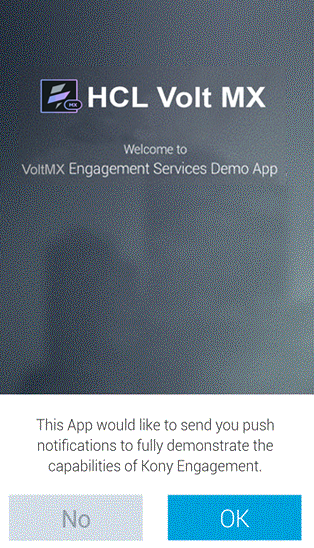 MX
HCL Volt MX
Welcome to
VoltMX Engagement Services Demo App
This App would like to send you push
notifications to fully demonstrate the
capabilities of Kony Engagement.
No
OK